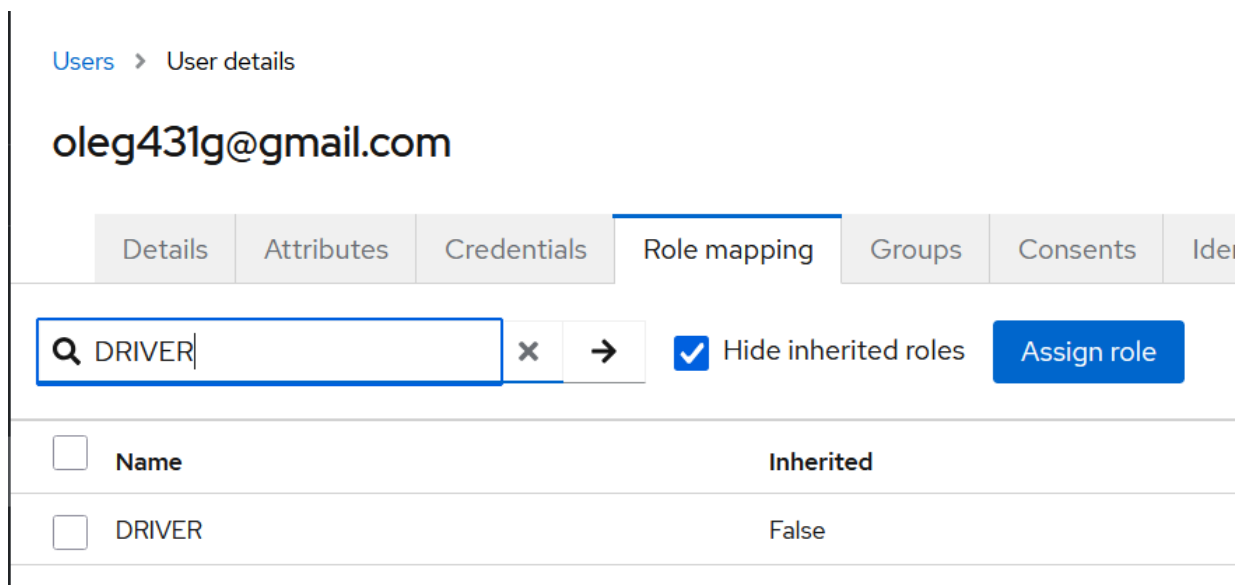 Users > User details
oleg431g@gmail.com
Details Attributes Credentials Role mapping Groups Consents
DRIVER Hide inherited roles Assign role
Name Inherited
DRIVER False